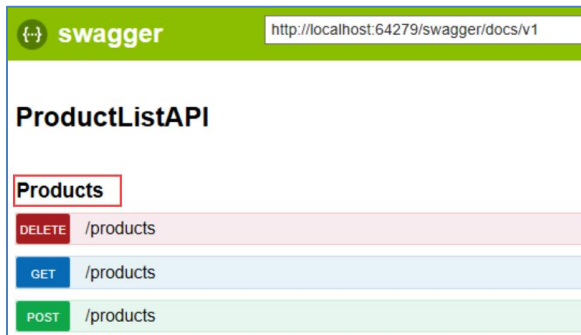 {--} swagger http://localhost:64279/swagger/docs/v1
ProductListAPI
Products
DELETE /products
GET /products
POST /products